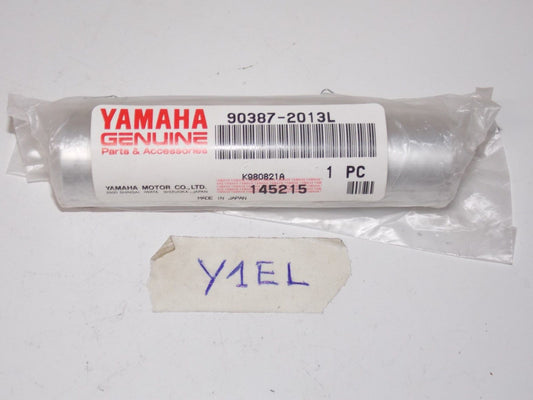 YAMAHA
GENUINE
Parts & Accessories
YAMAHA MOTOR CO., LTD.
MADE IN JAPAN
90387-2013L
K980821A
1 PC
145215
Y1EL